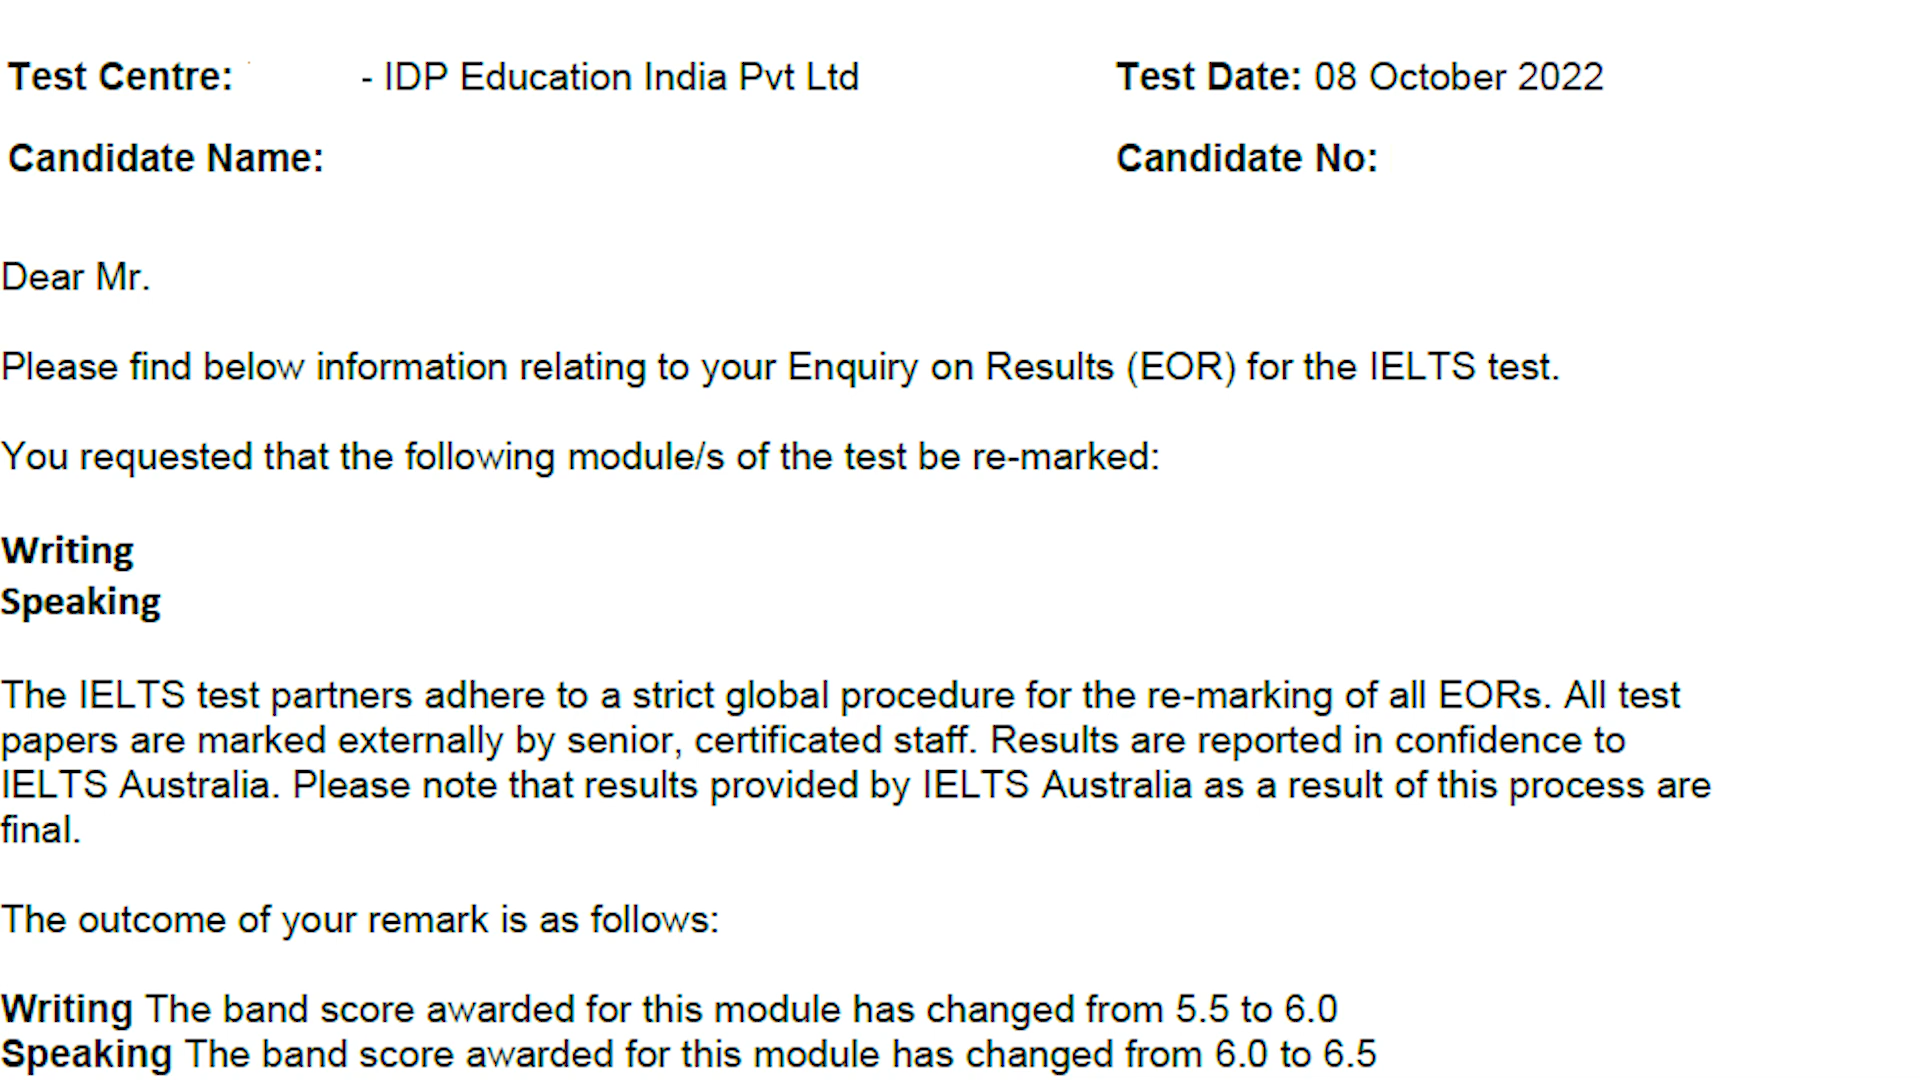 Test Centre: - IDP Education India Pvt Ltd Test Date: 08 October 2022
Candidate Name: Candidate No:
Dear Mr.
Please find below information relating to your Enquiry on Results (EOR) for the IELTS test.
You requested that the following module/s of the test be re-marked:
Writing
Speaking
The IELTS test partners adhere to a strict global procedure for the re-marking of all EORs. All test
papers are marked externally by senior, certificated staff. Results are reported in confidence to
IELTS Australia. Please note that results provided by IELTS Australia as a result of this process are
final.
The outcome of your remark is as follows:
Writing The band score awarded for this module has changed from 5.5 to 6.0
Speaking The band score awarded for this module has changed from 6.0 to 6.5